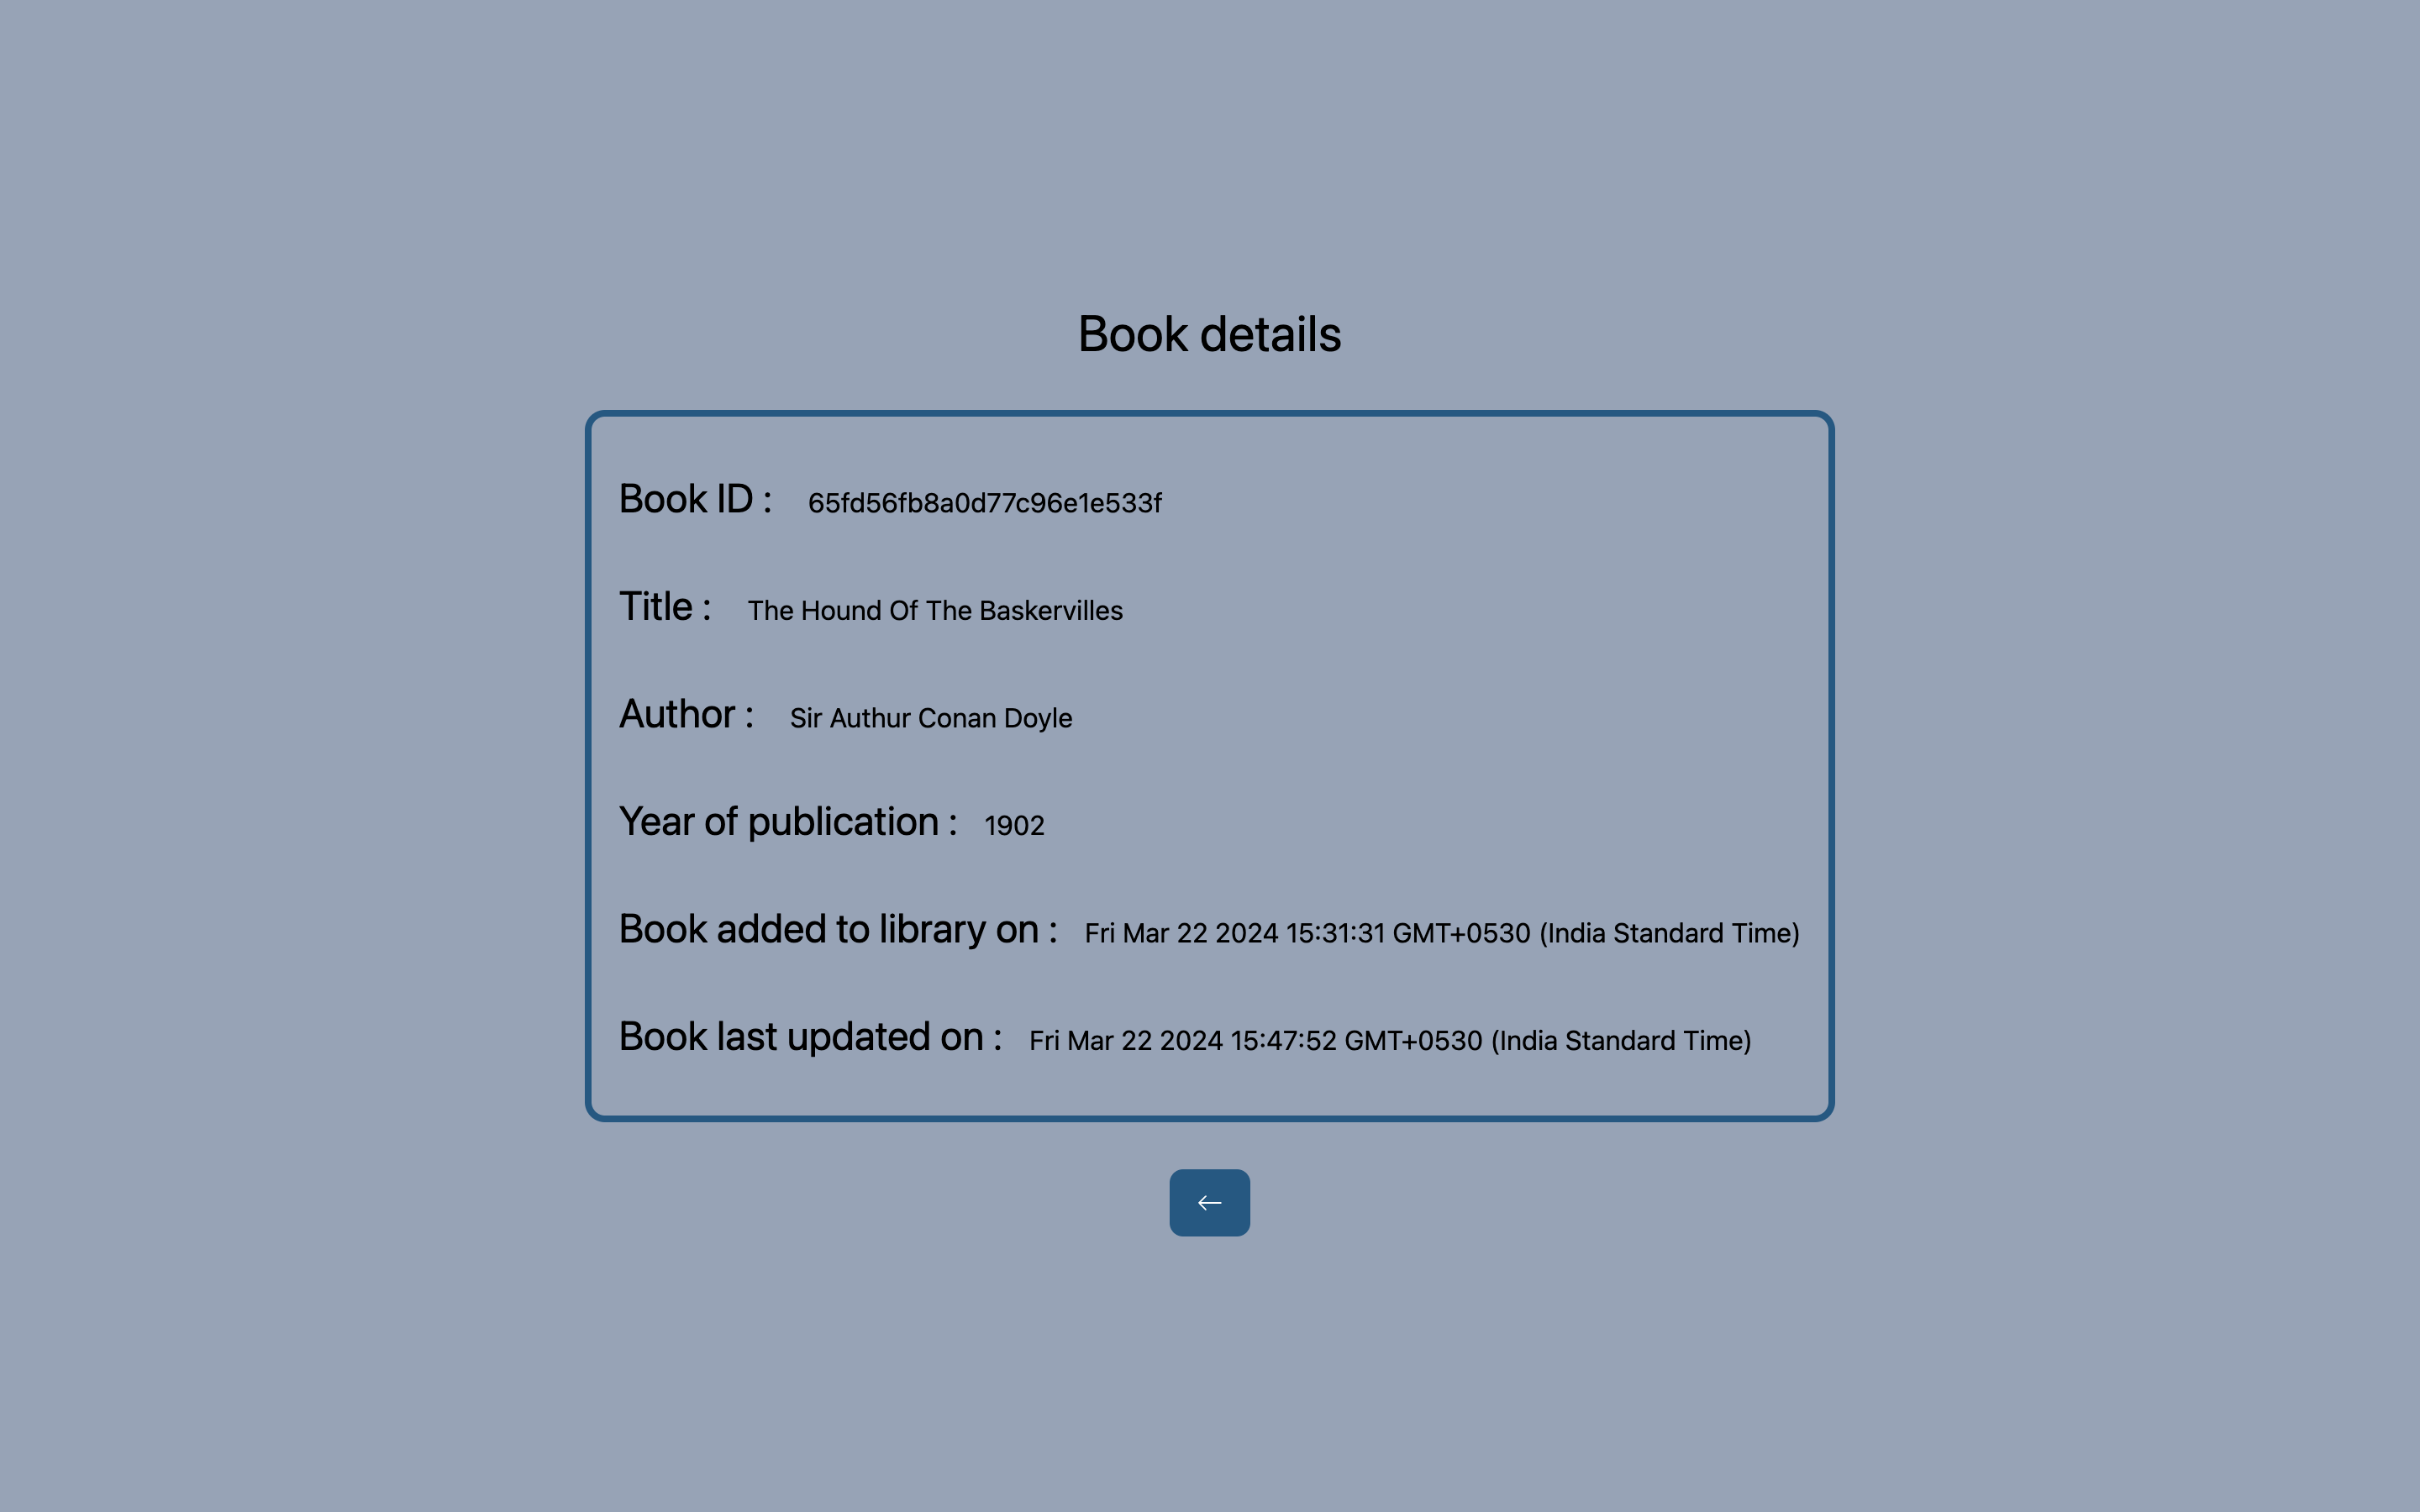 Book details
Book ID : 65fd56fb8a0d77c96e1e533f
Title : The Hound Of The Baskervilles
Author : Sir Authur Conan Doyle
Year of publication : 1902
Book added to library on : Fri Mar 22 2024 15:31:31 GMT+0530 (India Standard Time)
Book last updated on : Fri Mar 22 2024 15:47:52 GMT+0530 (India Standard Time)